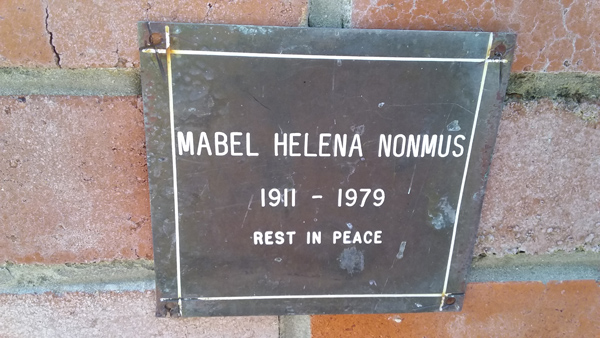 MABEL HELENA NONMUS
1911 - 1979
REST IN PEACE